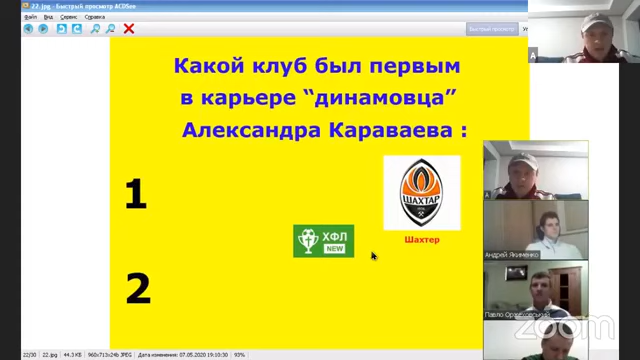 22.jpg - Быстрый просмотр ACDSee
Файл Вид Сервис Справка
Быстрый просмотр
Какой клуб был первым
в карьере “динамовца”
Александра Караваева :
1
ШАХТАР
Шахтер
ХФЛ
NEW
2
А
А
Андрей Якименко
Павло
zoom
22/30 22.jpg 44.3 KB 960x713x24b JPEG Дата изменения: 07.05.2020 19:10:30 93%